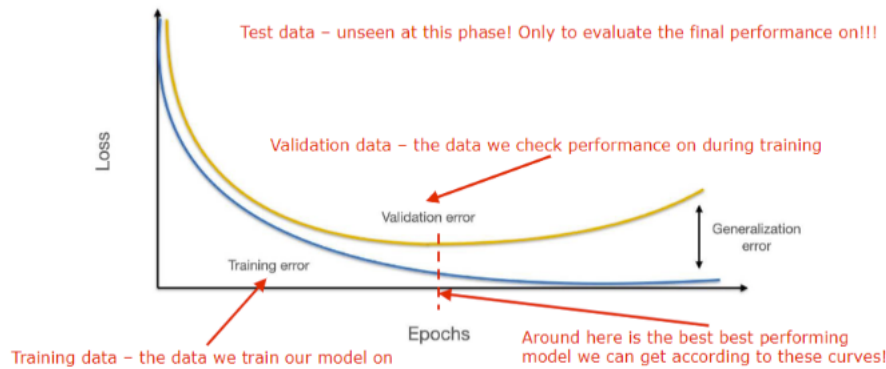 Test data – unseen at this phase! Only to evaluate the final performance on!!!
Loss
Validation data – the data we check performance on during training
Validation error
Generalization
error
Training error
Epochs
Training data – the data we train our model on
Around here is the best best performing
model we can get according to these curves!